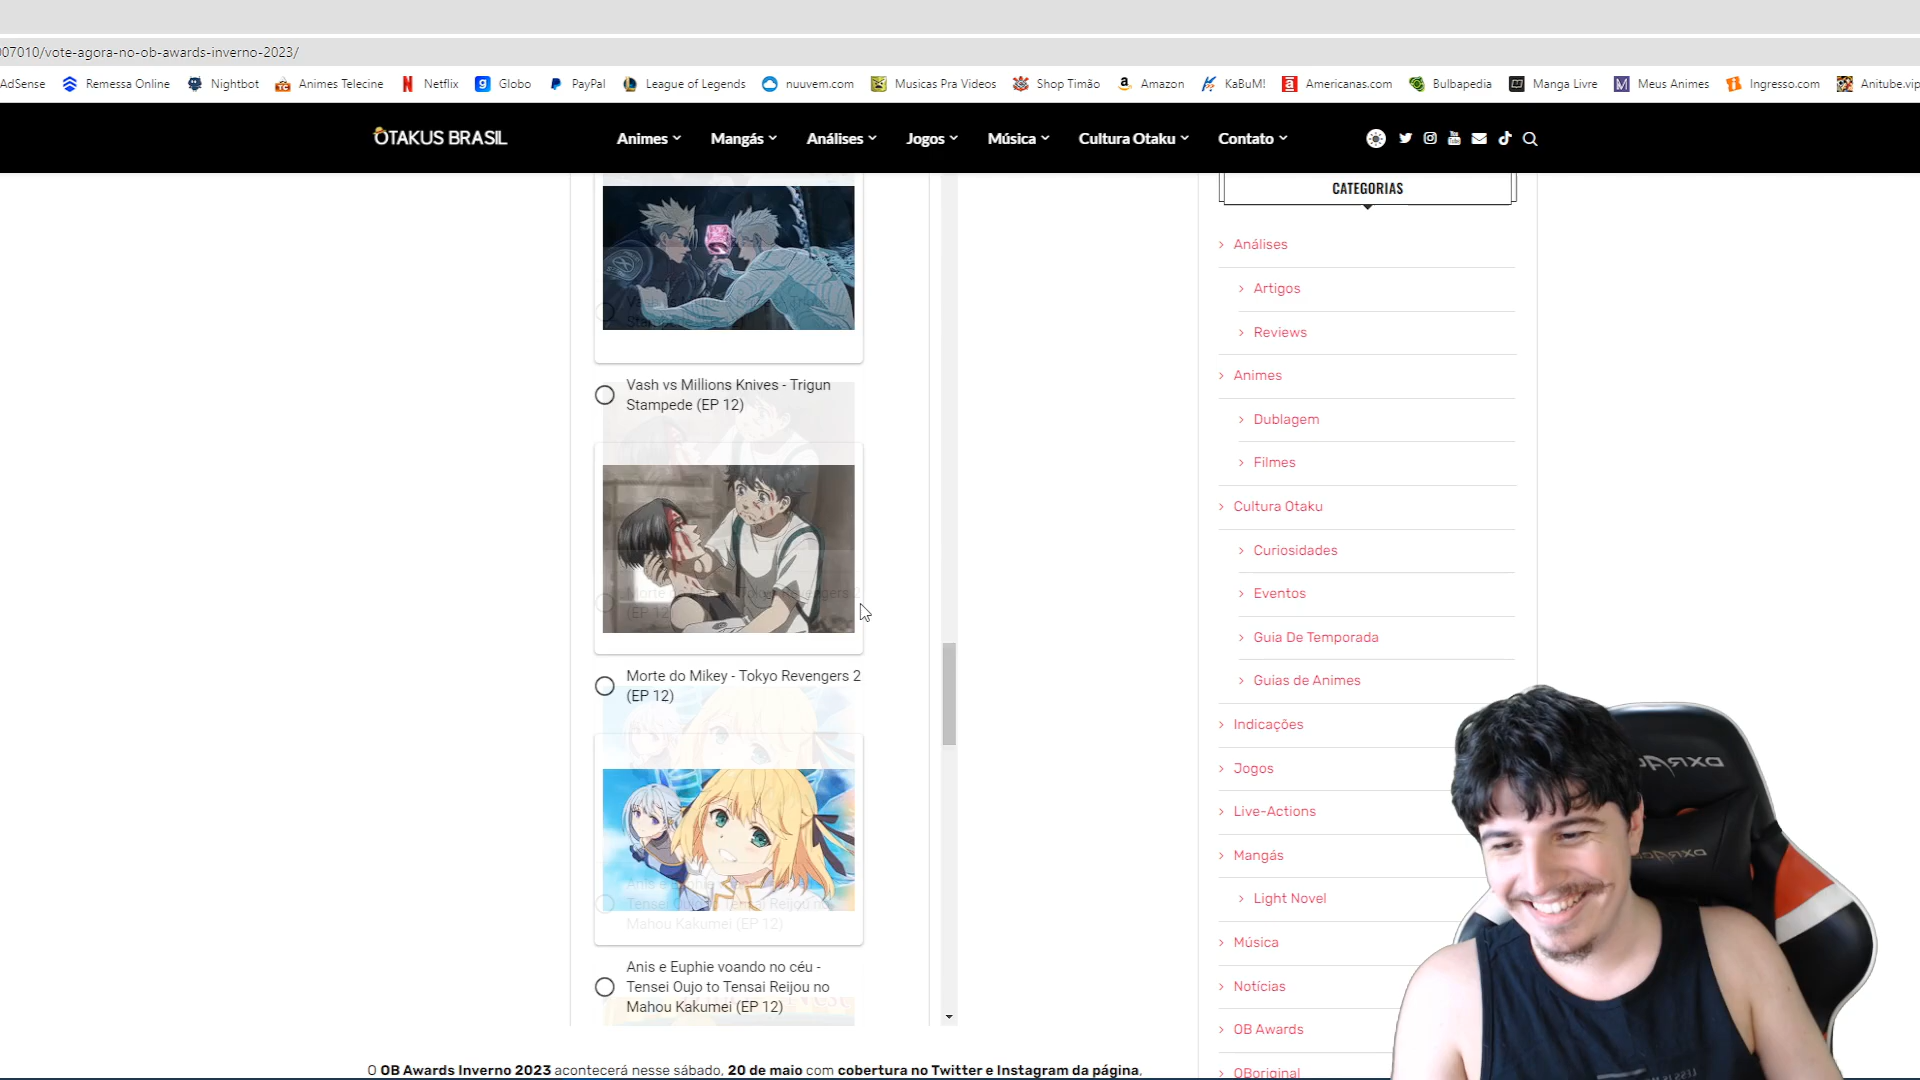 007010/vote-agora-no-ob-awards-inverno-2023/
AdSense Remessa Online Nightbot Animes Telecine Netflix Globo PayPal League of Legends nuuvem.com Musicas Pra Videos Shop Timão Amazon KaBuM! Americanas.com Bulbapedia Manga Livre Meus Animes Ingresso.com Anitube.vip
OTAKUS BRASIL Animes Mangás Análises Jogos Música Cultura Otaku Contato
Vash vs Millions Knives - Trigun
Stampede (EP 12)
Morte do Mikey - Tokyo Revengers 2
(EP 12)
Anis e Euphie voando no céu -
Tensei Oujo to Tensai Reijou no
Mahou Kakumei (EP 12)
O OB Awards Inverno 2023 acontecerá nesse sábado, 20 de maio com cobertura no Twitter e Instagram da página,
CATEGORIAS
Análises
Artigos
Reviews
Animes
Dublagem
Filmes
Cultura Otaku
Curiosidades
Eventos
Guia De Temporada
Guias de Animes
Indicações
Jogos
Live-Actions
Mangás
Light Novel
Música
Notícias
OB Awards
OBoriginal